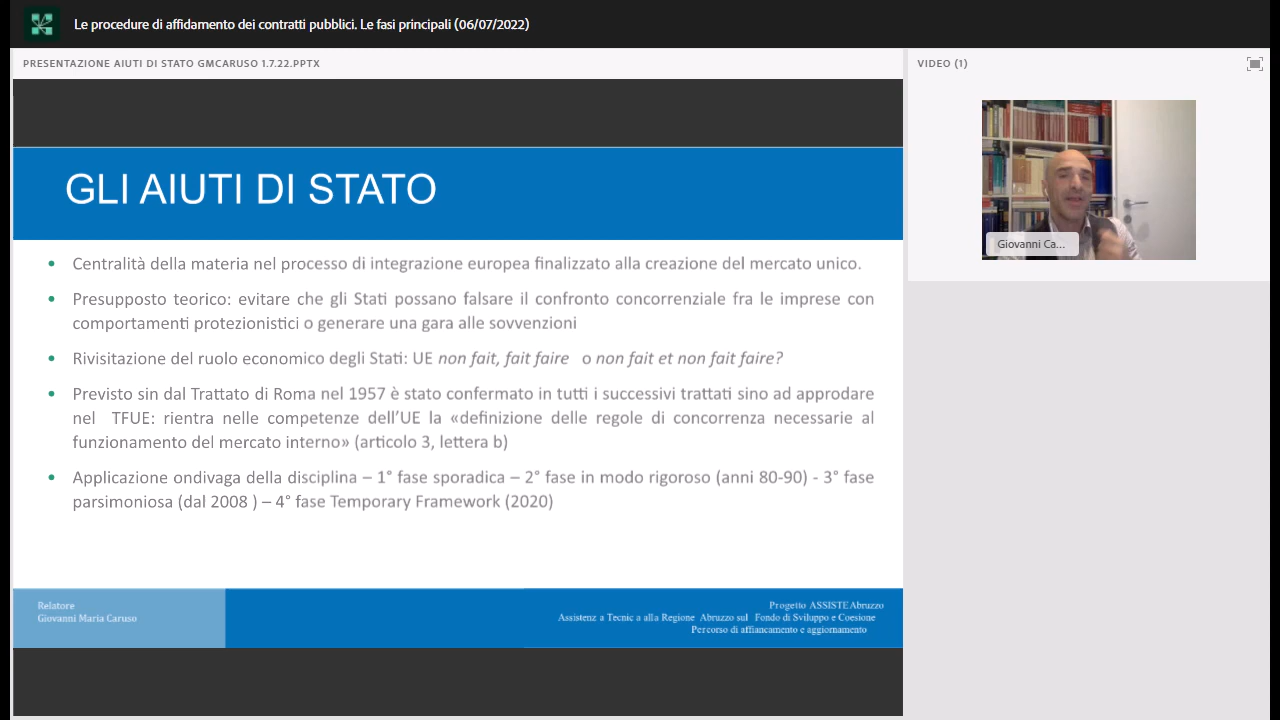 Le procedure di affidamento dei contratti pubblici. Le fasi principali (06/07/2022)
PRESENTAZIONE AIUTI DI STATO GMCARUSO 1.7.22.PPTX
VIDEO (1)
GLI AIUTI DI STATO
• Centralità della materia nel processo di integrazione europea finalizzato alla creazione del mercato unico.
• Presupposto teorico: evitare che gli Stati possano falsare il confronto concorrenziale fra le imprese con
comportamenti protezionistici o generare una gara alle sovvenzioni
• Rivisitazione del ruolo economico degli Stati: UE non fait, fait faire o non fait et non fait faire?
• Previsto sin dal Trattato di Roma nel 1957 è stato confermato in tutti i successivi trattati sino ad approdare
nel TFUE: rientra nelle competenze dell'UE la «definizione delle regole di concorrenza necessarie al
funzionamento del mercato interno» (articolo 3, lettera b)
• Applicazione ondivaga della disciplina – 1° fase sporadica – 2° fase in modo rigoroso (anni 80-90) - 3° fase
parsimoniosa (dal 2008 ) – 4° fase Temporary Framework (2020)
Relatore
Giovanni Maria Caruso
Progetto ASSISTE Abruzzo
Assistenz a Tecnic a alla Regione Abruzzo sul Fondo di Sviluppo e Coesione
Percorso di affiancamento e aggiornamento
Giovanni Ca...